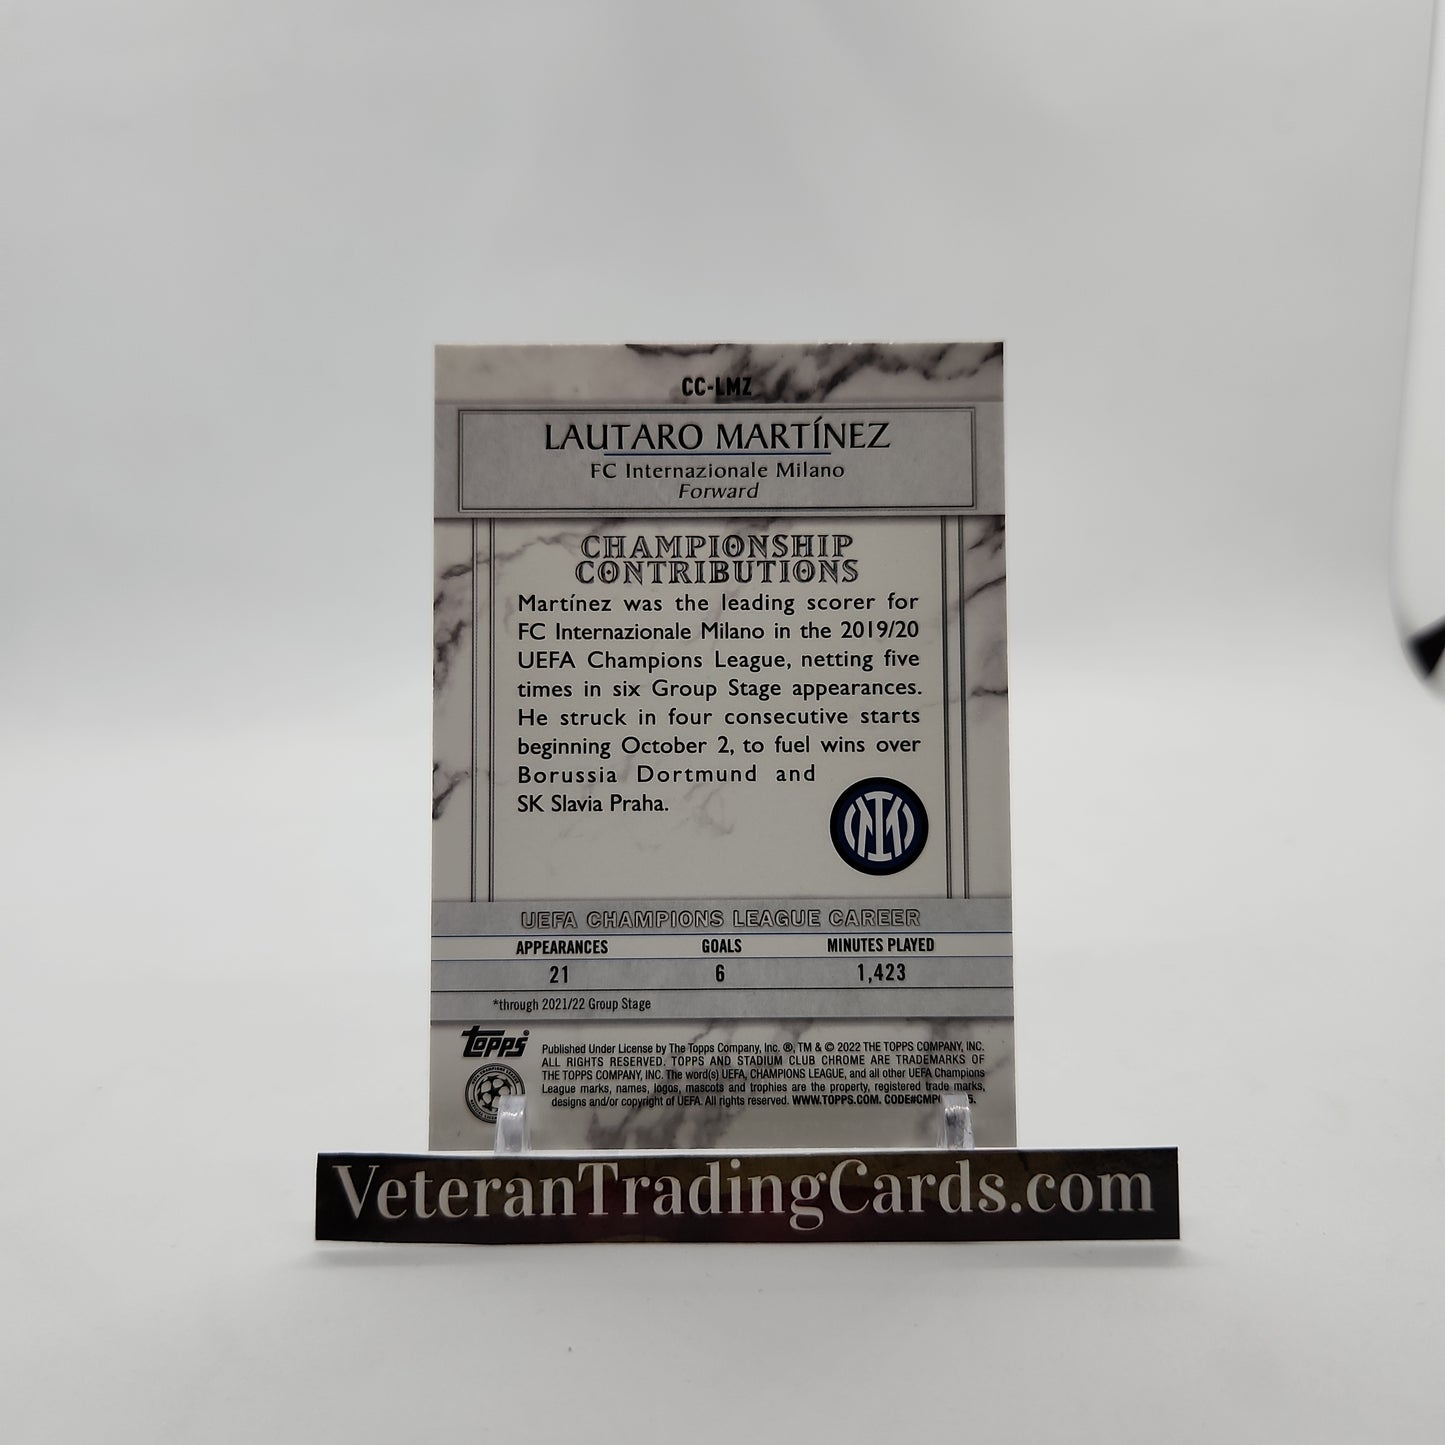 CC-LMZ
LAUTARO MARTÍNEZ
FC Internazionale Milano
Forward
CHAMPIONSHIP
CONTRIBUTIONS
Martínez was the leading scorer for
FC Internazionale Milano in the 2019/20
UEFA Champions League, netting five
times in six Group Stage appearances.
He struck in four consecutive starts
beginning October 2, to fuel wins over
Borussia Dortmund and
SK Slavia Praha.
UEFA CHAMPIONS LEAGUE CAREER
APPEARANCES GOALS MINUTES PLAYED
21 6 1,423
*through 2021/22 Group Stage
Topps®
Published Under License by The Topps Company, Inc. ®, TM & © 2022 THE TOPPS COMPANY, INC.
ALL RIGHTS RESERVED. TOPPS AND STADIUM CLUB CHROME ARE TRADEMARKS OF
THE TOPPS COMPANY, INC. The word(s) UEFA, CHAMPIONS LEAGUE, and all other UEFA Champions
League marks, names, logos, mascots and trophies are the property, registered trade marks,
designs and/or copyright of UEFA. All rights reserved. WWW.TOPPS.COM.
VeteranTradingCards.com